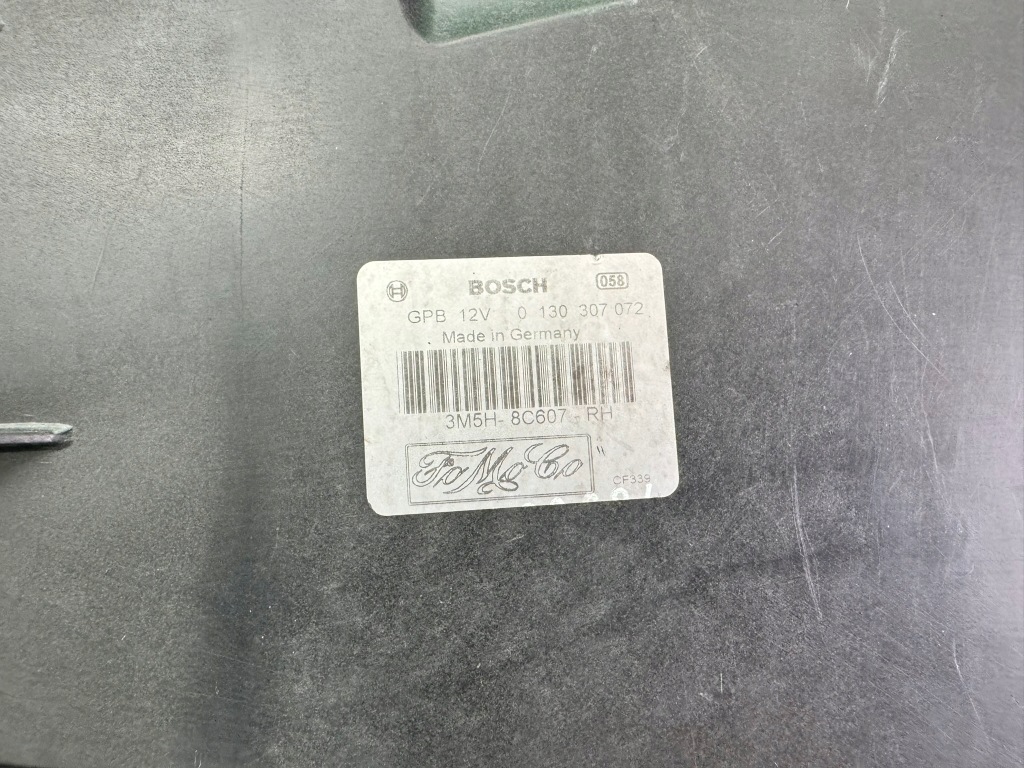 BOSCH 058
GPB 12V 0 130 307 072
Made in Germany
3M5H-8C607-RH
FoMoCo
CF339